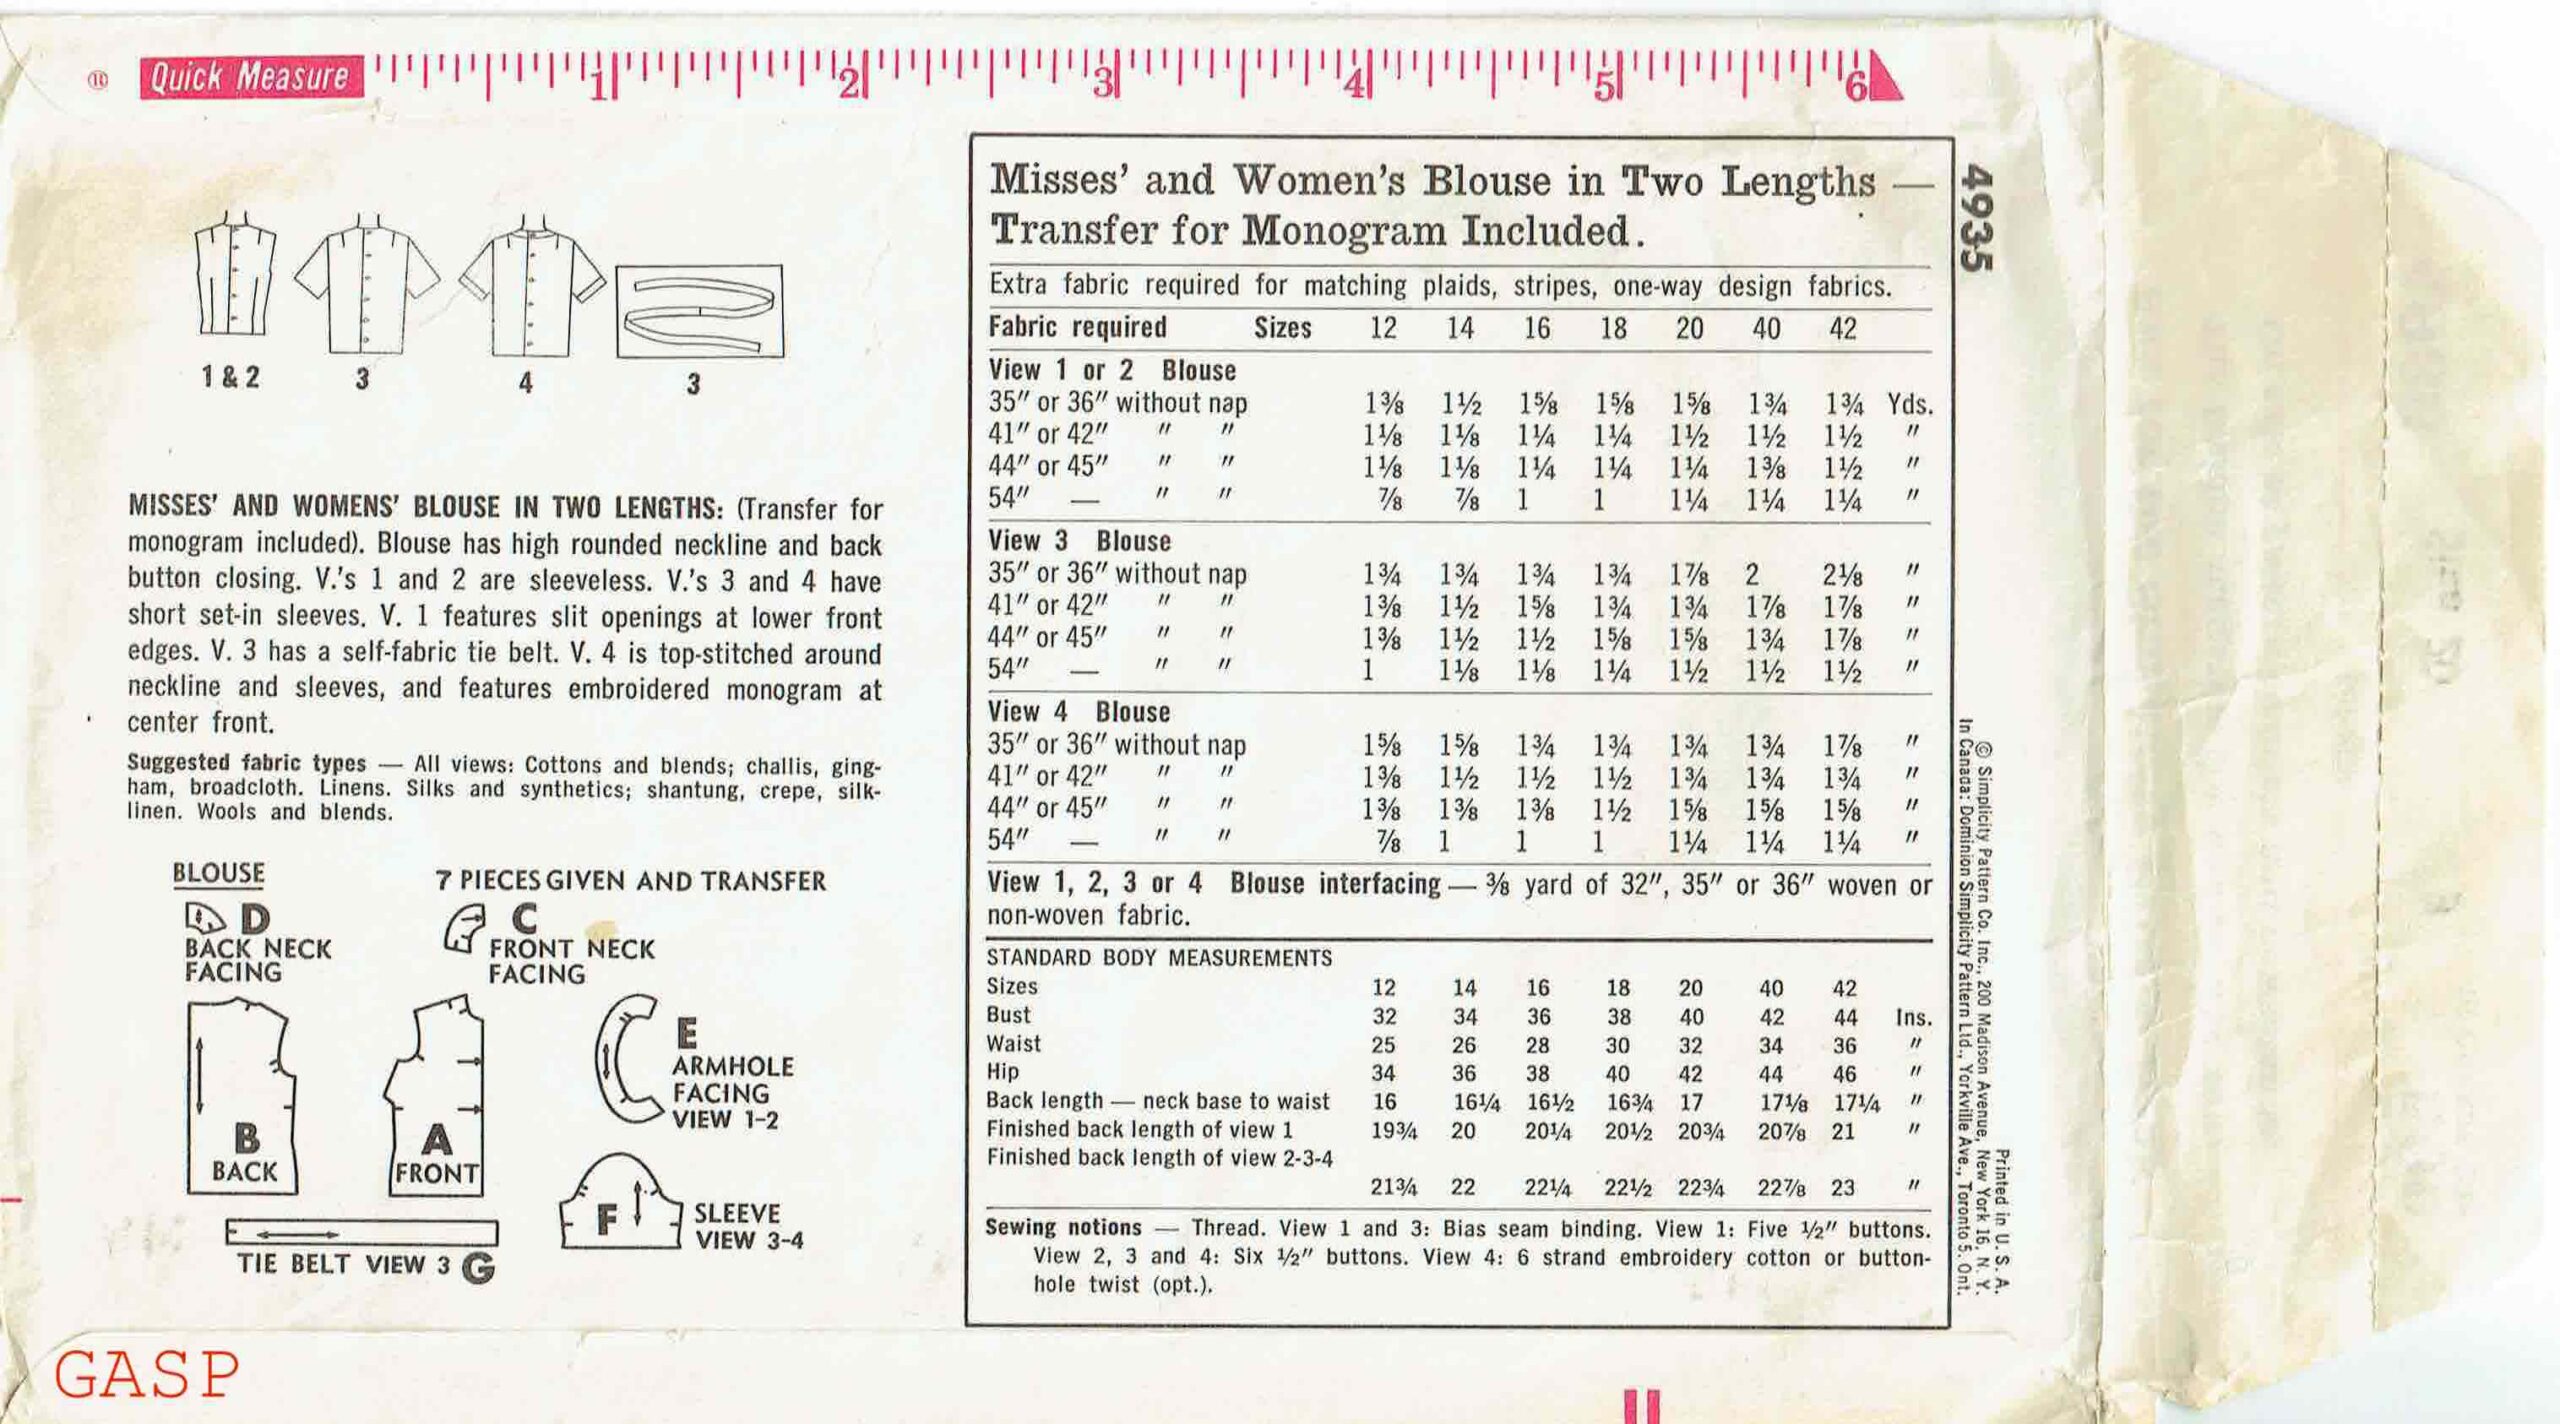 ® Quick Measure 1 2 3 4 5 6
1 & 2 3 4 3
MISSES' AND WOMENS' BLOUSE IN TWO LENGTHS: (Transfer for
monogram included). Blouse has high rounded neckline and back
button closing. V.'s 1 and 2 are sleeveless. V.'s 3 and 4 have
short set-in sleeves. V. 1 features slit openings at lower front
edges. V. 3 has a self-fabric tie belt. V. 4 is top-stitched around
neckline and sleeves, and features embroidered monogram at
center front.
Suggested fabric types — All views: Cottons and blends; challis, ging-
ham, broadcloth. Linens. Silks and synthetics; shantung, crepe, silk-
linen. Wools and blends.
BLOUSE
7 PIECES GIVEN AND TRANSFER
D
BACK NECK
FACING
C
FRONT NECK
FACING
B
BACK
A
FRONT
E
ARMHOLE
FACING
VIEW 1-2
F
SLEEVE
VIEW 3-4
TIE BELT VIEW 3 G
Misses' and Women's Blouse in Two Lengths —
Transfer for Monogram Included.
Extra fabric required for matching plaids, stripes, one-way design fabrics.
Fabric required Sizes 12 14 16 18 20 40 42
View 1 or 2 Blouse
35" or 36" without nap 1⅜ 1½ 1⅝ 1⅝ 1⅝ 1¾ 1¾ Yds.
41" or 42" " " 1⅛ 1⅛ 1¼ 1¼ 1½ 1½ 1½ "
44" or 45" " " 1⅛ 1⅛ 1¼ 1¼ 1¼ 1⅜ 1½ "
54" — " " ⅞ ⅞ 1 1 1¼ 1¼ 1¼ "
View 3 Blouse
35" or 36" without nap 1¾ 1¾ 1¾ 1¾ 1⅞ 2 2⅛ "
41" or 42" " " 1⅜ 1½ 1⅝ 1¾ 1¾ 1⅞ 1⅞ "
44" or 45" " " 1⅜ 1½ 1½ 1⅝ 1⅝ 1¾ 1⅞ "
54" — " " 1 1⅛ 1⅛ 1¼ 1½ 1½ 1½ "
View 4 Blouse
35" or 36" without nap 1⅝ 1⅝ 1¾ 1¾ 1¾ 1¾ 1⅞ "
41" or 42" " " 1⅜ 1½ 1½ 1½ 1¾ 1¾ 1¾ "
44" or 45" " " 1⅜ 1⅜ 1⅜ 1½ 1⅝ 1⅝ 1⅝ "
54" — " " ⅞ 1 1 1 1¼ 1¼ 1¼ "
View 1, 2, 3 or 4 Blouse interfacing — ⅜ yard of 32", 35" or 36" woven or
non-woven fabric.
STANDARD BODY MEASUREMENTS
Sizes 12 14 16 18 20 40 42
Bust 32 34 36 38 40 42 44 Ins.
Waist 25 26 28 30 32 34 36 "
Hip 34 36 38 40 42 44 46 "
Back length — neck base to waist 16 16¼ 16½ 16¾ 17 17⅛ 17¼ "
Finished back length of view 1 19¾ 20 20¼ 20½ 20¾ 20⅞ 21 "
Finished back length of view 2-3-4
21¾ 22 22¼ 22½ 22¾ 22⅞ 23 "
Sewing notions — Thread. View 1 and 3: Bias seam binding. View 1: Five ½" buttons.
View 2, 3 and 4: Six ½" buttons. View 4: 6 strand embroidery cotton or button-
hole twist (opt.).
4935
Printed in U. S. A.
© Simplicity Pattern Co. Inc., 200 Madison Avenue, New York 16, N. Y.
In Canada: Dominion Simplicity Pattern Ltd., Yorkville Ave., Toronto 5. Ont.
GASP